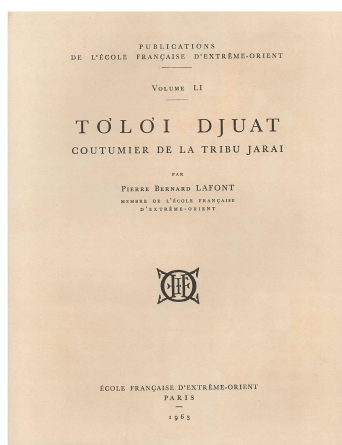 PUBLICATIONS
DE L'ÉCOLE FRANÇAISE D'EXTRÊME-ORIENT
VOLUME LI
TƠLƠI DJUAT
COUTUMIER DE LA TRIBU JARAI
PAR
PIERRE BERNARD LAFONT
MEMBRE DE L'ÉCOLE FRANÇAISE
D'EXTRÊME-ORIENT
ÉCOLE FRANÇAISE D'EXTRÊME-ORIENT
PARIS
1963